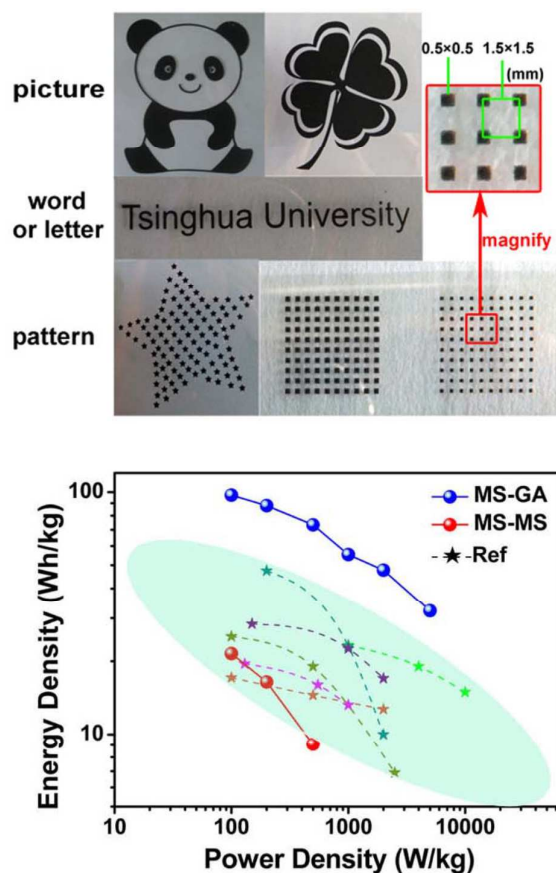 picture
0.5×0.5 1.5×1.5
(mm)
word
or letter
Tsinghua University
magnify
pattern
100
10
Energy Density (Wh/kg)
MS-GA
MS-MS
Ref
10 100 1000 10000
Power Density (W/kg)